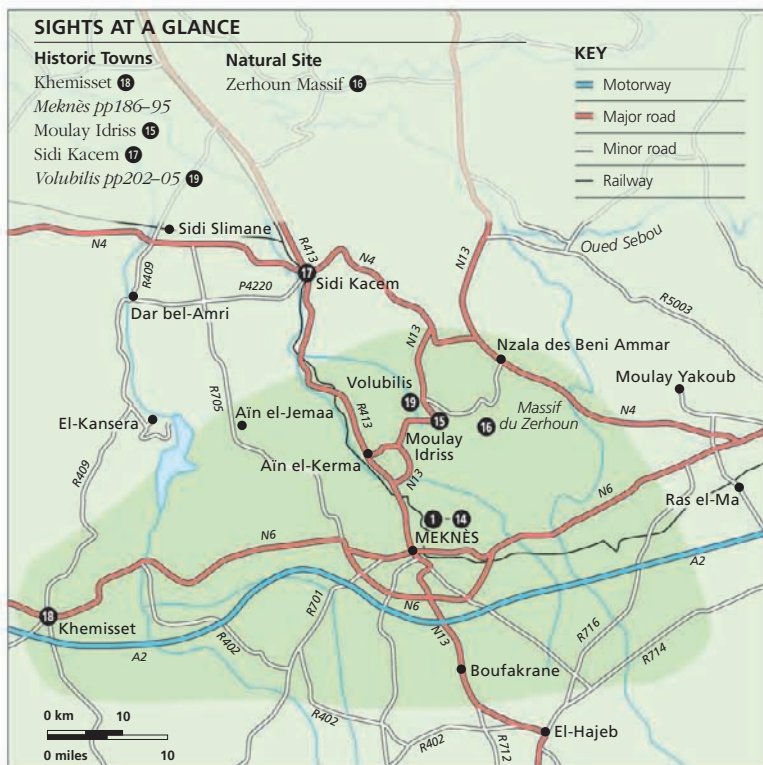 SIGHTS AT A GLANCE
Historic Towns
Khemisset 18
Meknès pp186–95
Moulay Idriss 15
Sidi Kacem 17
Volubilis pp202–05 19
Natural Site
Zerhoun Massif 16
KEY
Motorway
Major road
Minor road
Railway
Sidi Slimane
N4
R413
N4
N13
Oued Sebou
R409
P4220
17
Sidi Kacem
Dar bel-Amri
R5003
N13
Nzala des Beni Ammar
R705
Volubilis
19
Moulay Yakoub
El-Kansera
Aïn el-Jemaa
R413
15
Moulay
Idriss
16
Massif
du Zerhoun
N4
Aïn el-Kerma
R409
N13
N6
Ras el-Ma
1 - 14
MEKNÈS
N6
A2
18
Khemisset
R701
N6
R402
N13
R716
R714
A2
Boufakrane
R402
R402
R712
El-Hajeb
0 km 10
0 miles 10